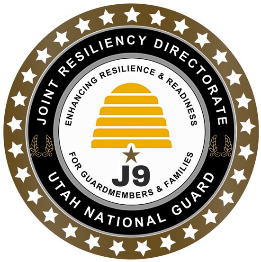 JOINT RESILIENCY DIRECTORATE
ENHANCING RESILIENCE & READINESS
J9
FOR GUARDMEMBERS & FAMILIES
UTAH NATIONAL GUARD